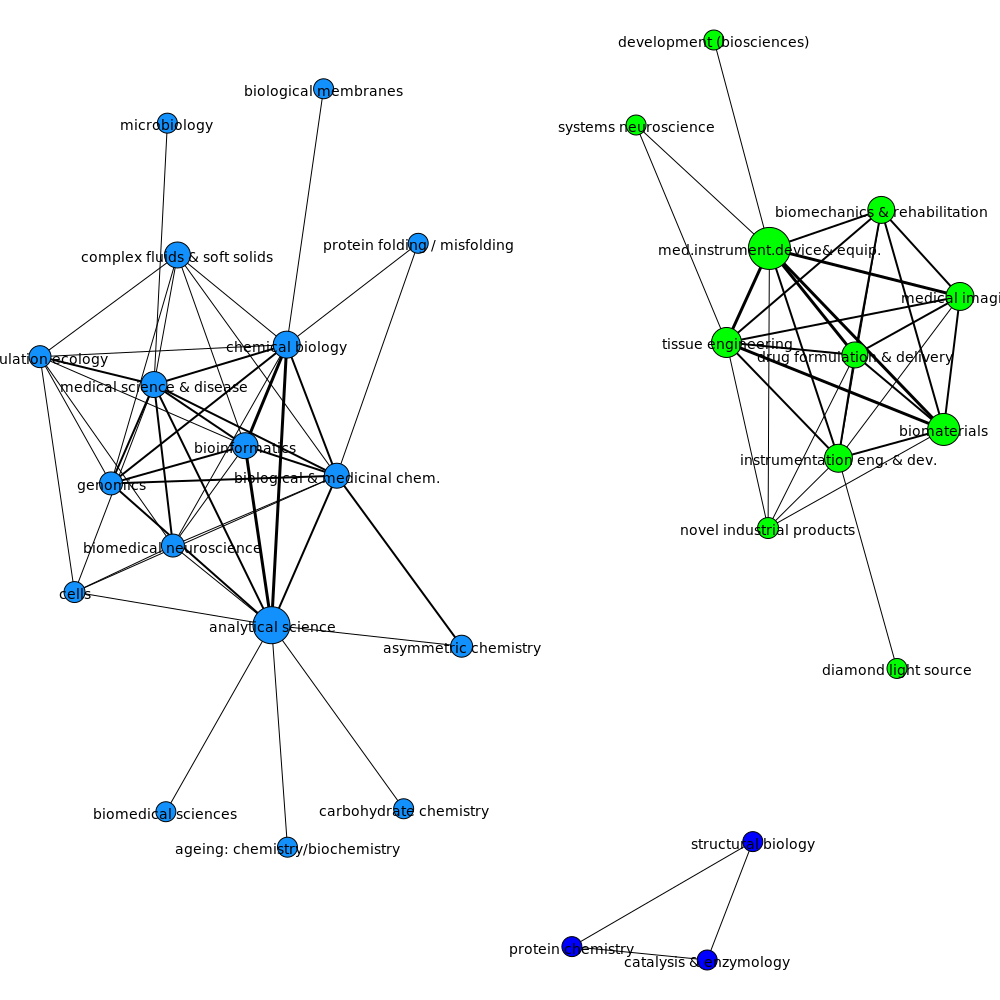 development (biosciences)
biological membranes
microbiology
systems neuroscience
biomechanics & rehabilitation
protein folding / misfolding
med.instrument.device& equip.
complex fluids & soft solids
medical imagi
tissue engineering
chemical biology
drug formulation & delivery
ulation ecology
medical science & disease
biomaterials
bioinformatics
instrumentation eng. & dev.
biological & medicinal chem.
genomics
novel industrial products
biomedical neuroscience
cells
analytical science
asymmetric chemistry
diamond light source
carbohydrate chemistry
biomedical sciences
structural biology
ageing: chemistry/biochemistry
protein chemistry
catalysis & enzymology